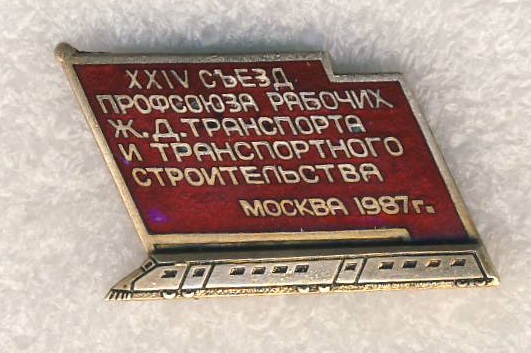 XXIV СЪЕЗД
ПРОФСОЮЗА РАБОЧИХ
Ж.Д.ТРАНСПОРТА
И ТРАНСПОРТНОГО
СТРОИТЕЛЬСТВА
МОСКВА 1987г.